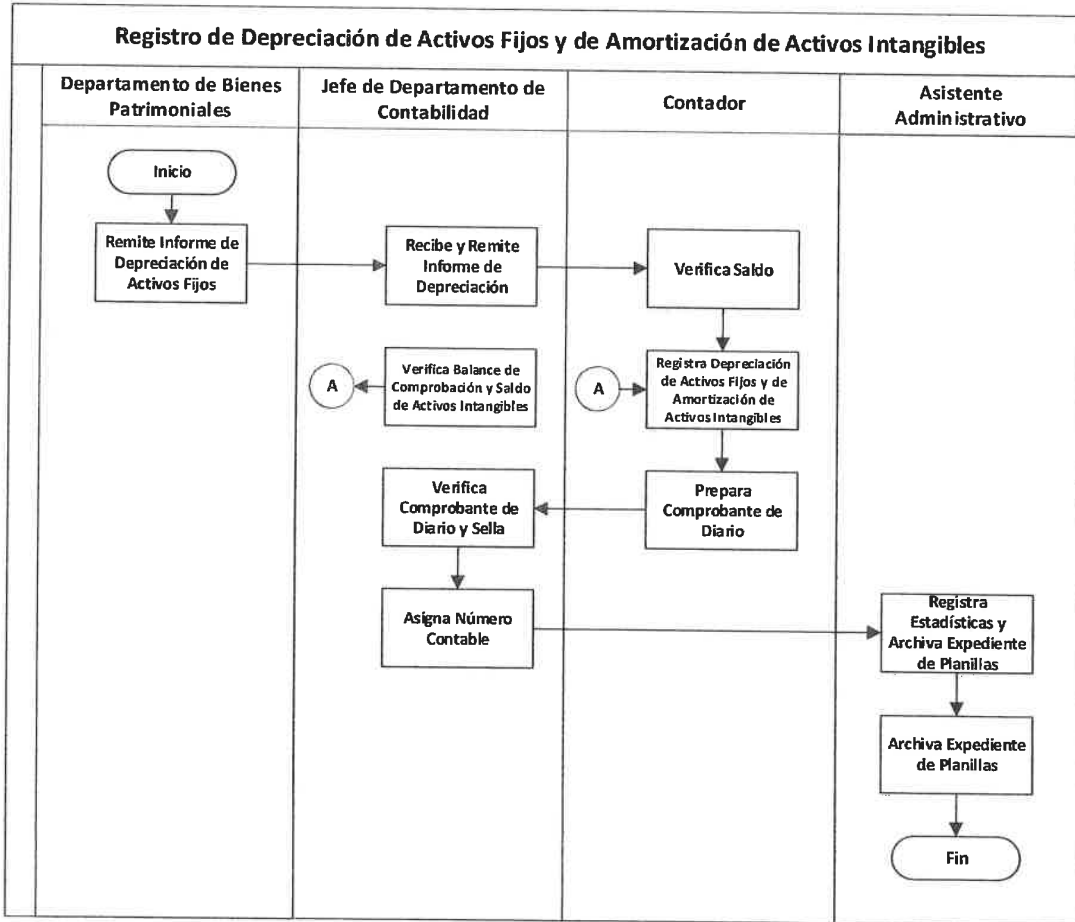 Registro de Depreciación de Activos Fijos y de Amortización de Activos Intangibles
Departamento de Bienes
Patrimoniales
Jefe de Departamento de
Contabilidad
Contador
Asistente
Administrativo
Inicio
Remite Informe de
Depreciación de
Activos Fijos
Recibe y Remite
Informe de
Depreciación
Verifica Saldo
A
Verifica Balance de
Comprobación y Saldo
de Activos Intangibles
A
Registra Depreciación
de Activos Fijos y de
Amortización de
Activos Intangibles
Verifica
Comprobante de
Diario y Sella
Prepara
Comprobante de
Diario
Asigna Número
Contable
Registra
Estadísticas y
Archiva Expediente
de Planillas
Archiva Expediente
de Planillas
Fin